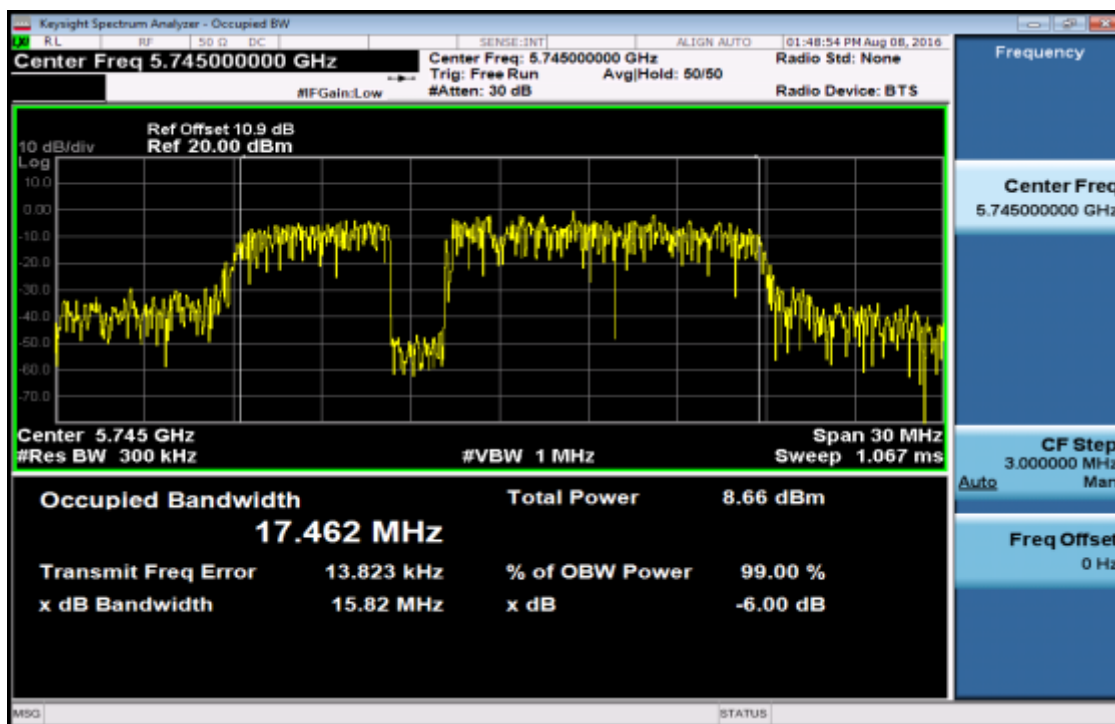 Keysight Spectrum Analyzer - Occupied BW
LXI RL RF 50 Ω DC SENSE:INT ALIGN AUTO 01:48:54 PM Aug 08, 2016
Center Freq 5.745000000 GHz
Center Freq: 5.745000000 GHz Radio Std: None
Trig: Free Run Avg|Hold: 50/50
#IFGain:Low #Atten: 30 dB Radio Device: BTS
Ref Offset 10.9 dB
10 dB/div Ref 20.00 dBm
Log
10.0
0.00
-10.0
-20.0
-30.0
-40.0
-50.0
-60.0
-70.0
Center 5.745 GHz Span 30 MHz
#Res BW 300 kHz #VBW 1 MHz Sweep 1.067 ms
Occupied Bandwidth Total Power 8.66 dBm
17.462 MHz
Transmit Freq Error 13.823 kHz % of OBW Power 99.00 %
x dB Bandwidth 15.82 MHz x dB -6.00 dB
MSG STATUS
Frequency
Center Freq
5.745000000 GHz
CF Step
3.000000 MHz
Auto Man
Freq Offset
0 Hz